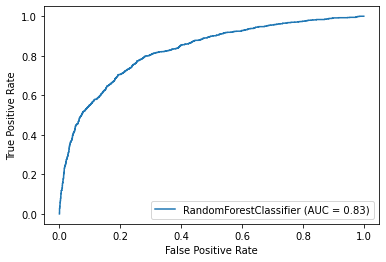 1.0
0.8
0.6
0.4
0.2
0.0
True Positive Rate
RandomForestClassifier (AUC = 0.83)
0.0 0.2 0.4 0.6 0.8 1.0
False Positive Rate